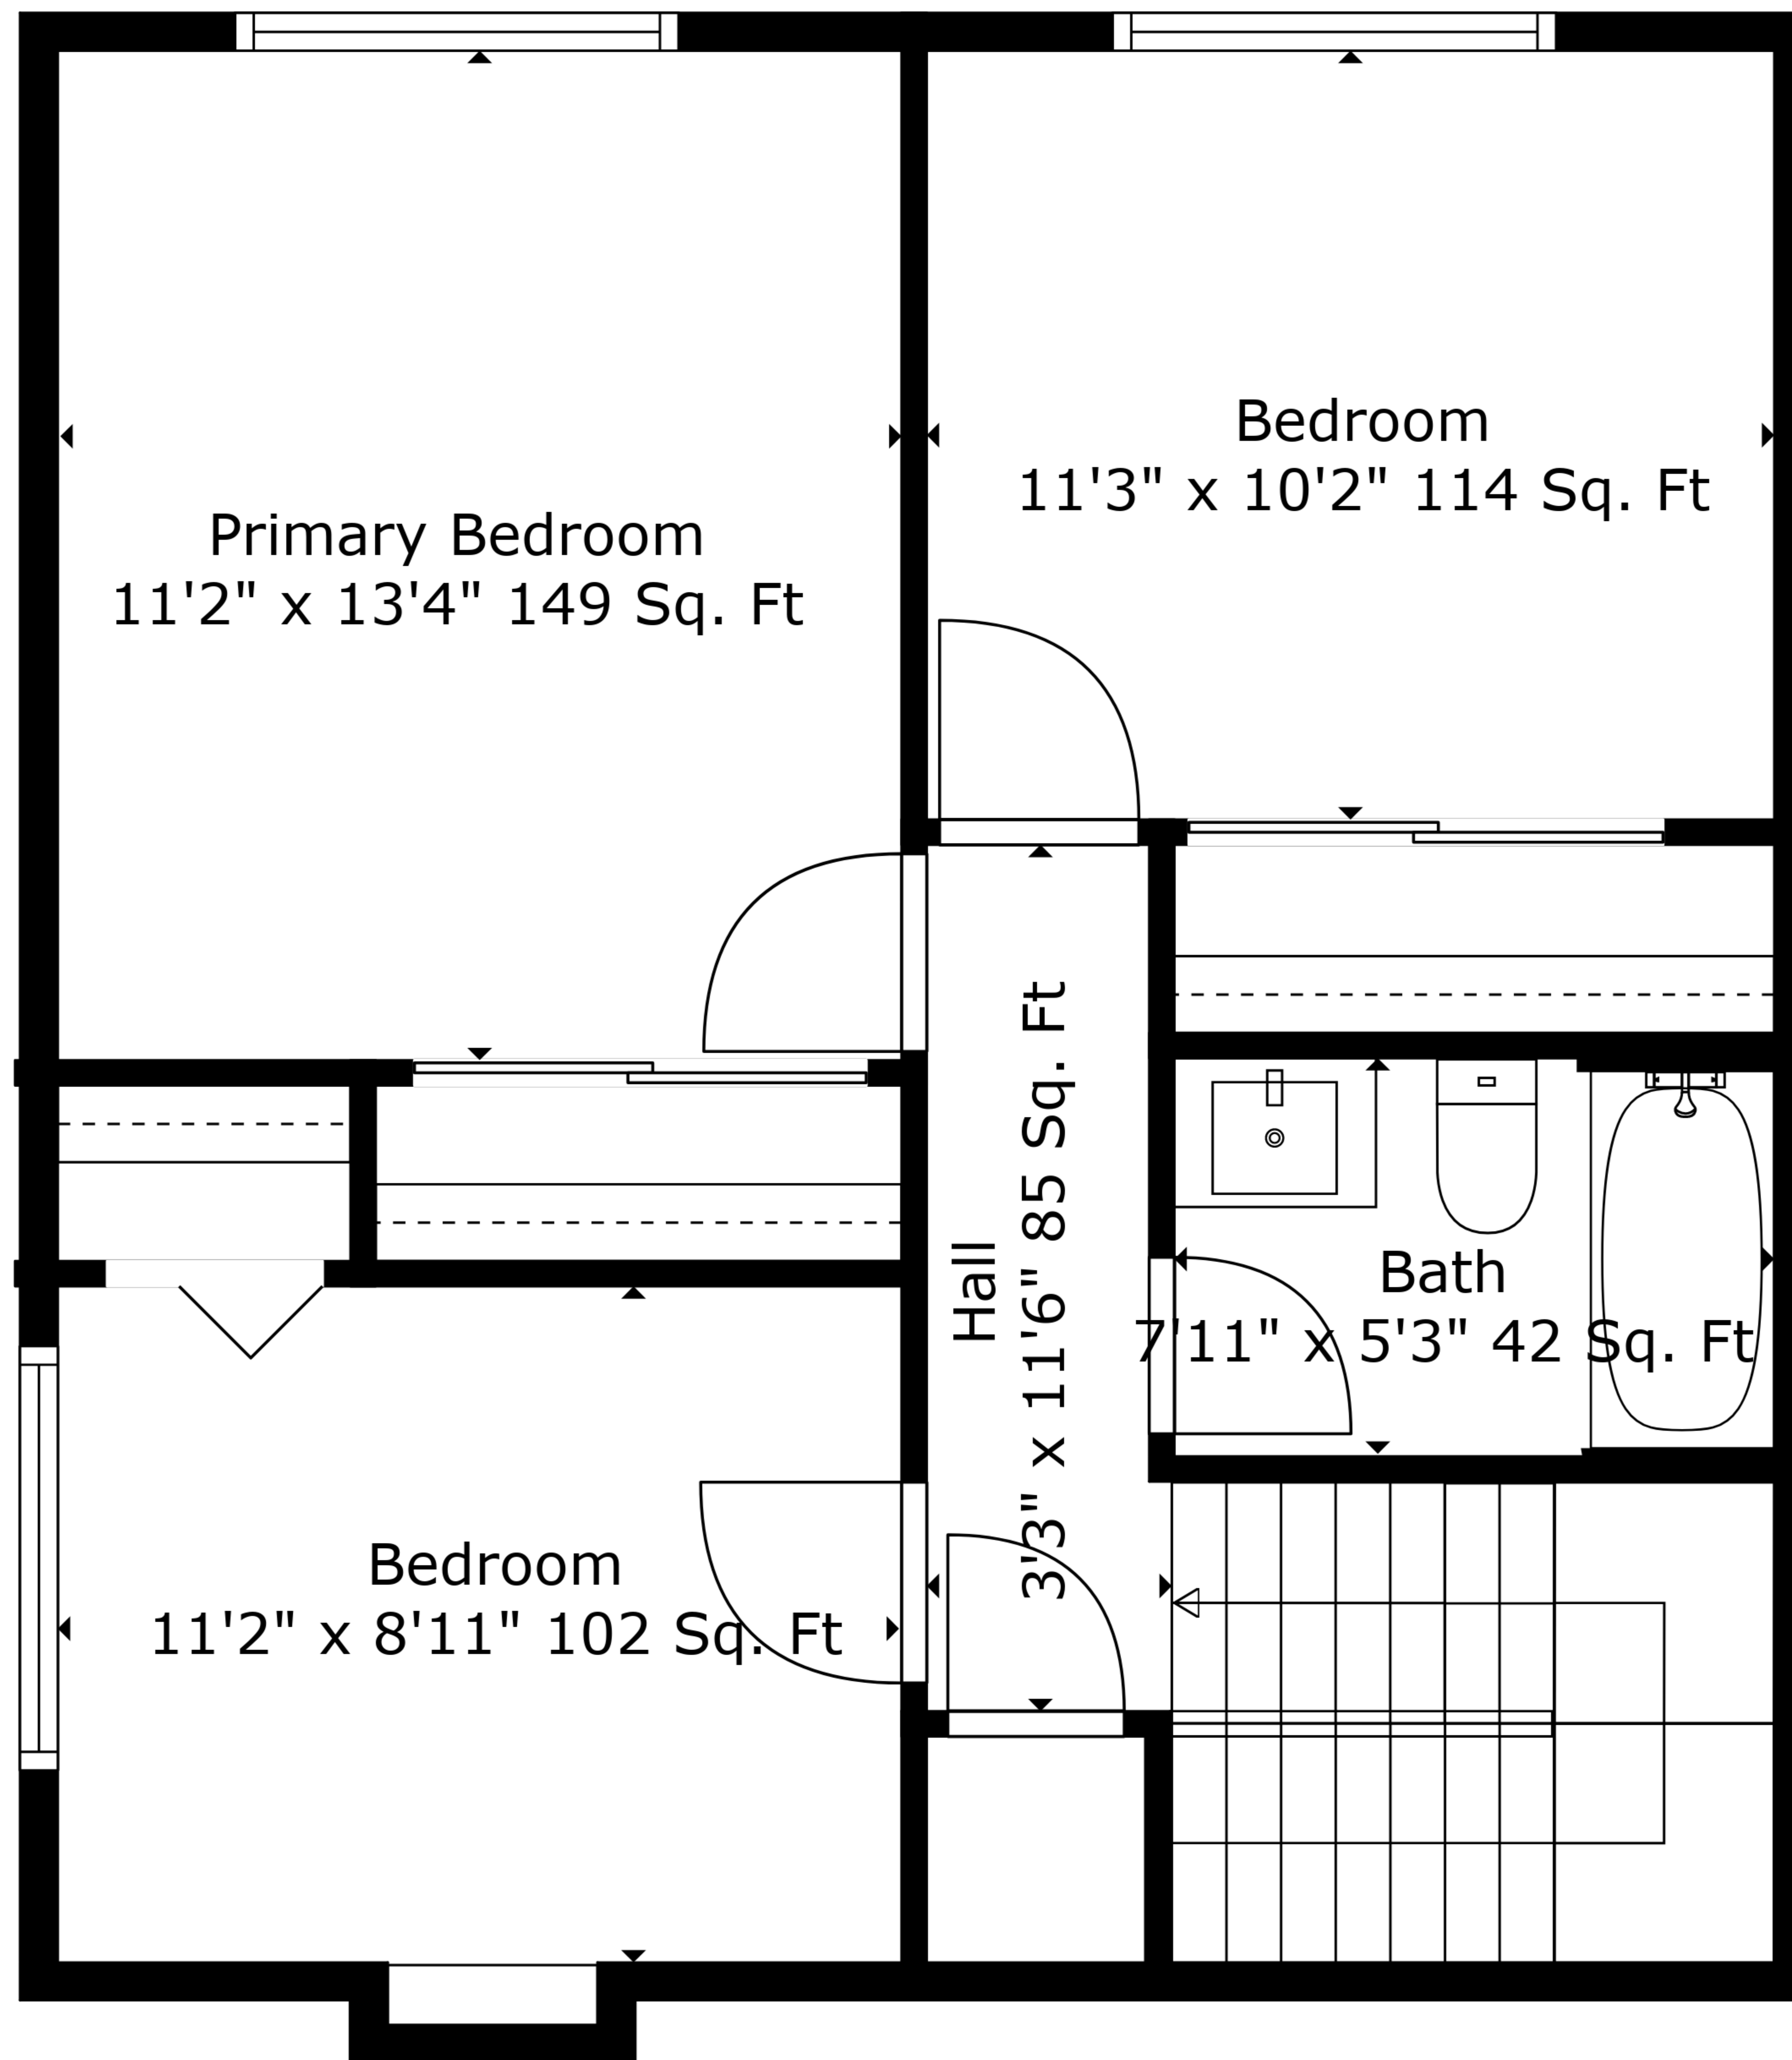 Bedroom
11'3" x 10'2" 114 Sq. Ft
Primary Bedroom
11'2" x 13'4" 149 Sq. Ft
Hall
3'3" x 11'6" 85 Sq. Ft
Bath
7'11" x 5'3" 42 Sq. Ft
Bedroom
11'2" x 8'11" 102 Sq. Ft